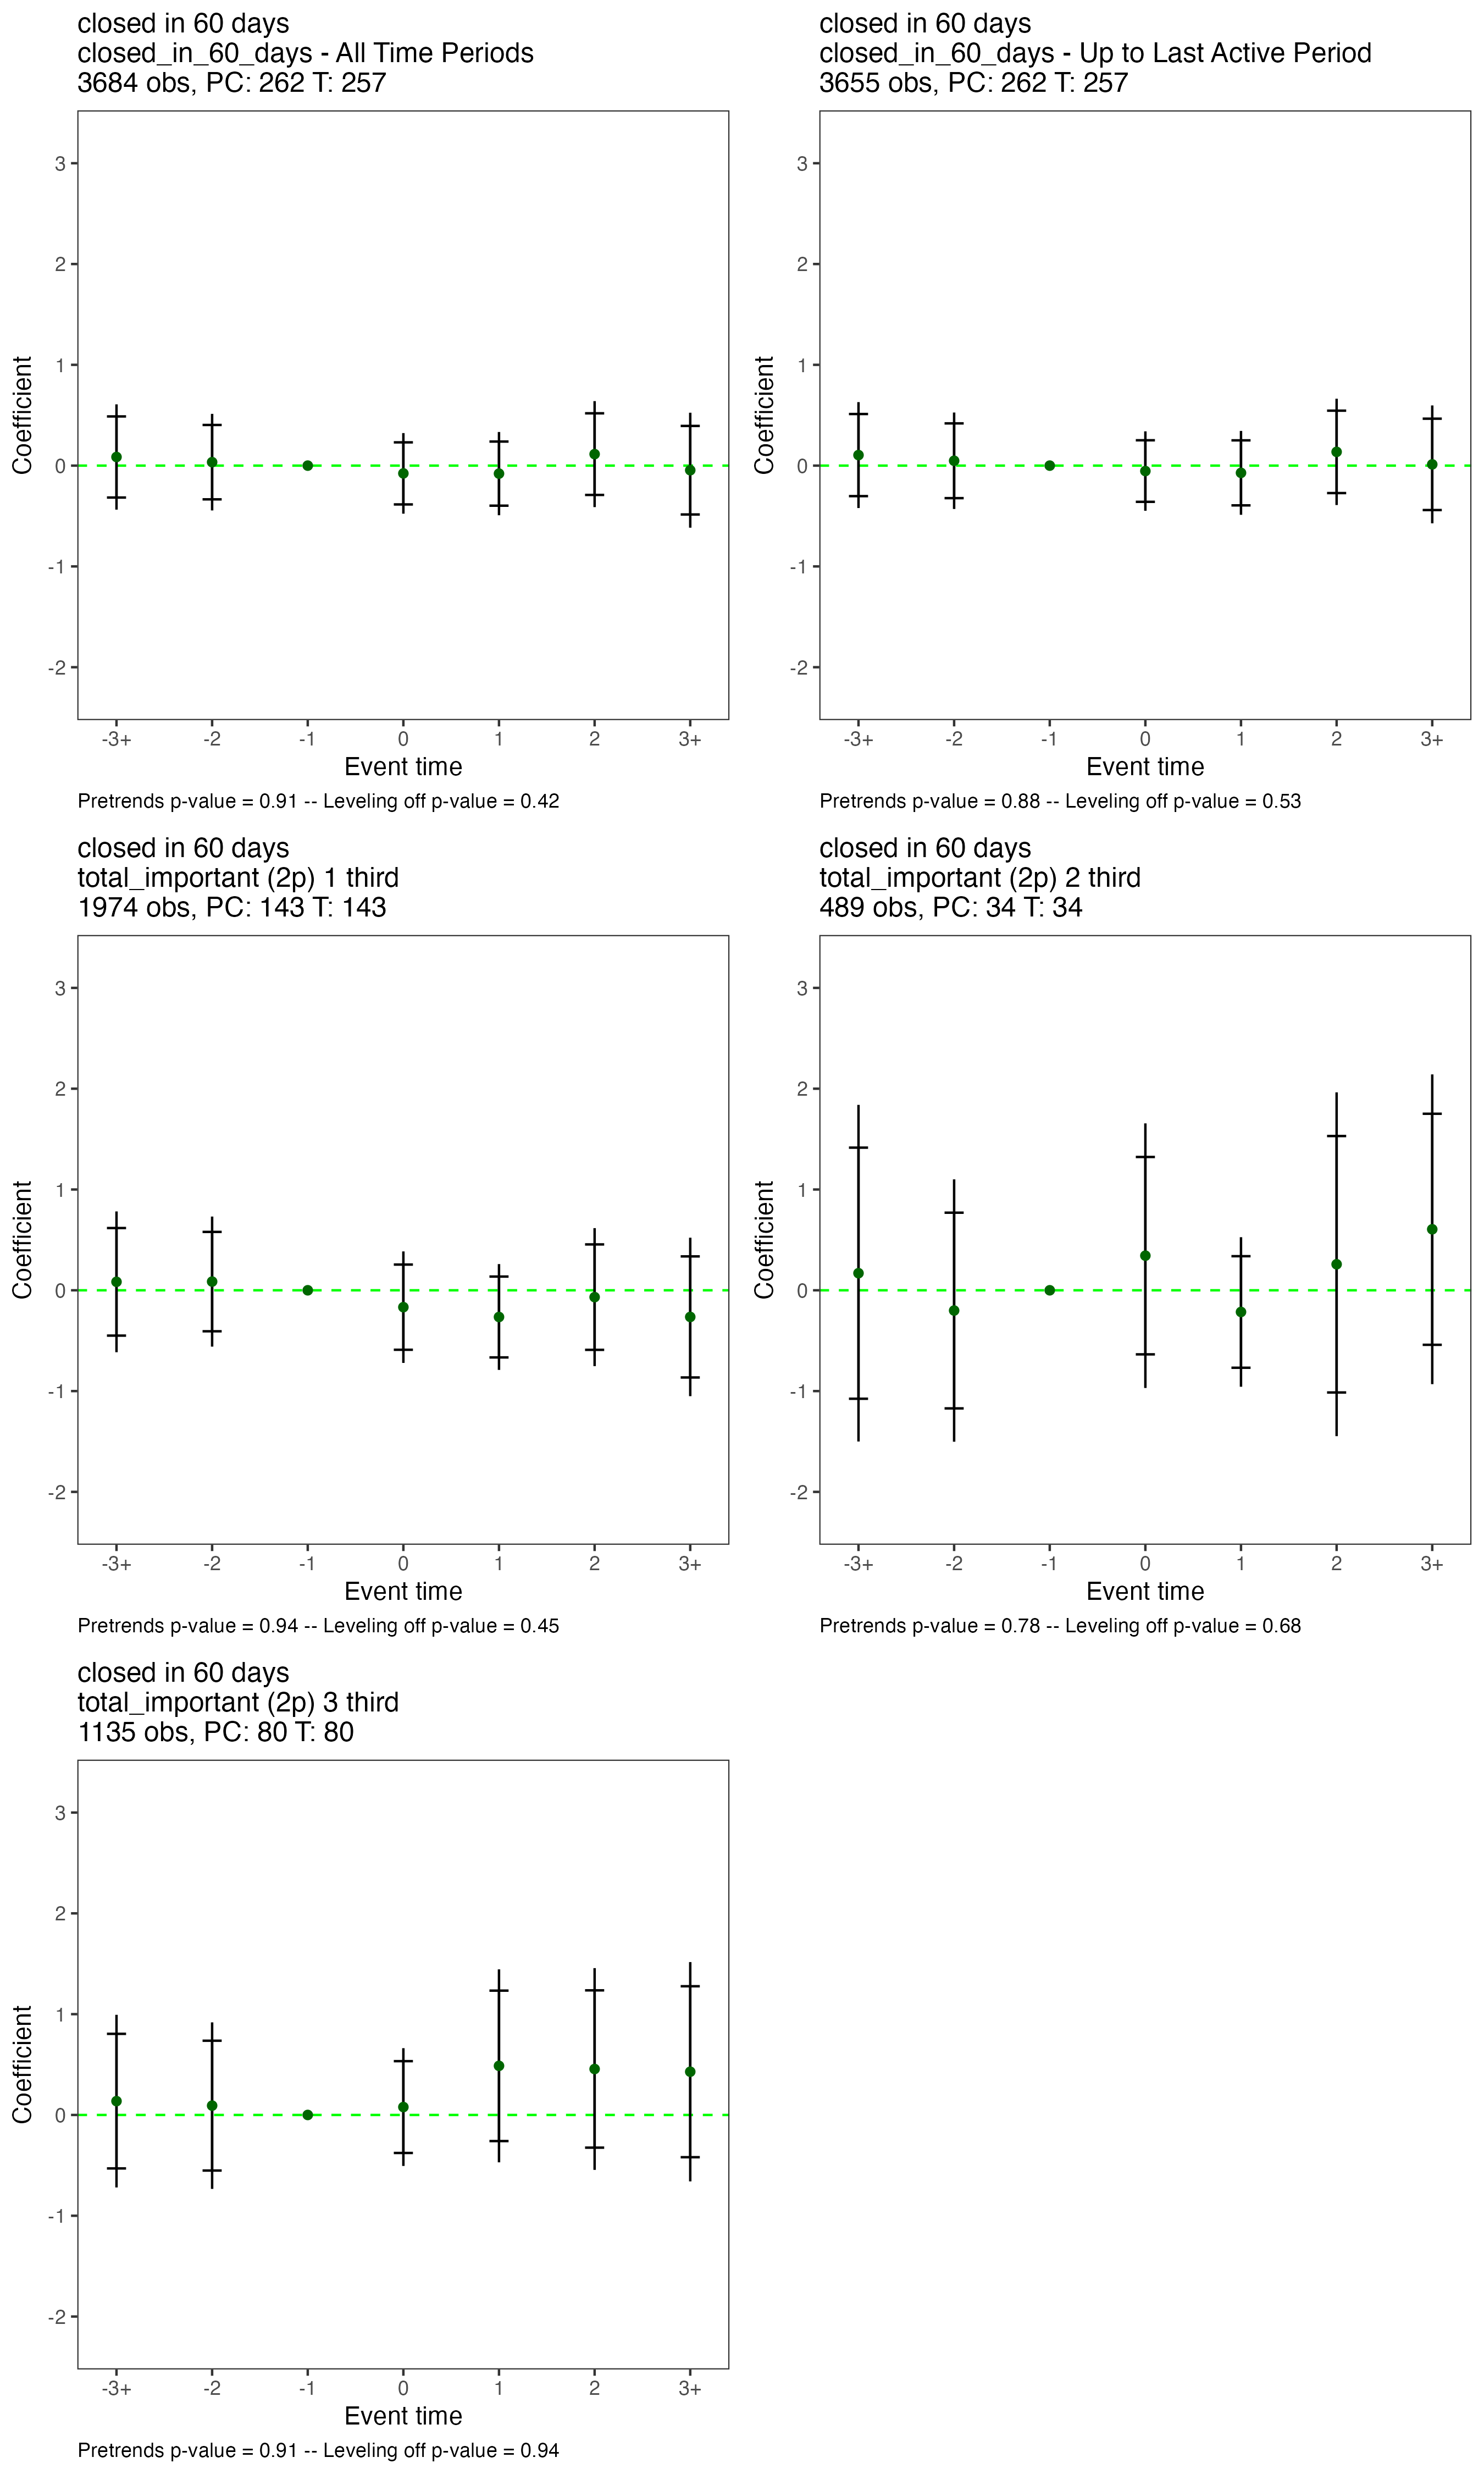 closed in 60 days
closed_in_60_days - All Time Periods
3684 obs, PC: 262 T: 257
3
2
1
0
-1
-2
Coefficient
-3+ -2 -1 0 1 2 3+
Event time
Pretrends p-value = 0.91 -- Leveling off p-value = 0.42
closed in 60 days
closed_in_60_days - Up to Last Active Period
3655 obs, PC: 262 T: 257
3
2
1
0
-1
-2
Coefficient
-3+ -2 -1 0 1 2 3+
Event time
Pretrends p-value = 0.88 -- Leveling off p-value = 0.53
closed in 60 days
total_important (2p) 1 third
1974 obs, PC: 143 T: 143
3
2
1
0
-1
-2
Coefficient
-3+ -2 -1 0 1 2 3+
Event time
Pretrends p-value = 0.94 -- Leveling off p-value = 0.45
closed in 60 days
total_important (2p) 2 third
489 obs, PC: 34 T: 34
3
2
1
0
-1
-2
Coefficient
-3+ -2 -1 0 1 2 3+
Event time
Pretrends p-value = 0.78 -- Leveling off p-value = 0.68
closed in 60 days
total_important (2p) 3 third
1135 obs, PC: 80 T: 80
3
2
1
0
-1
-2
Coefficient
-3+ -2 -1 0 1 2 3+
Event time
Pretrends p-value = 0.91 -- Leveling off p-value = 0.94